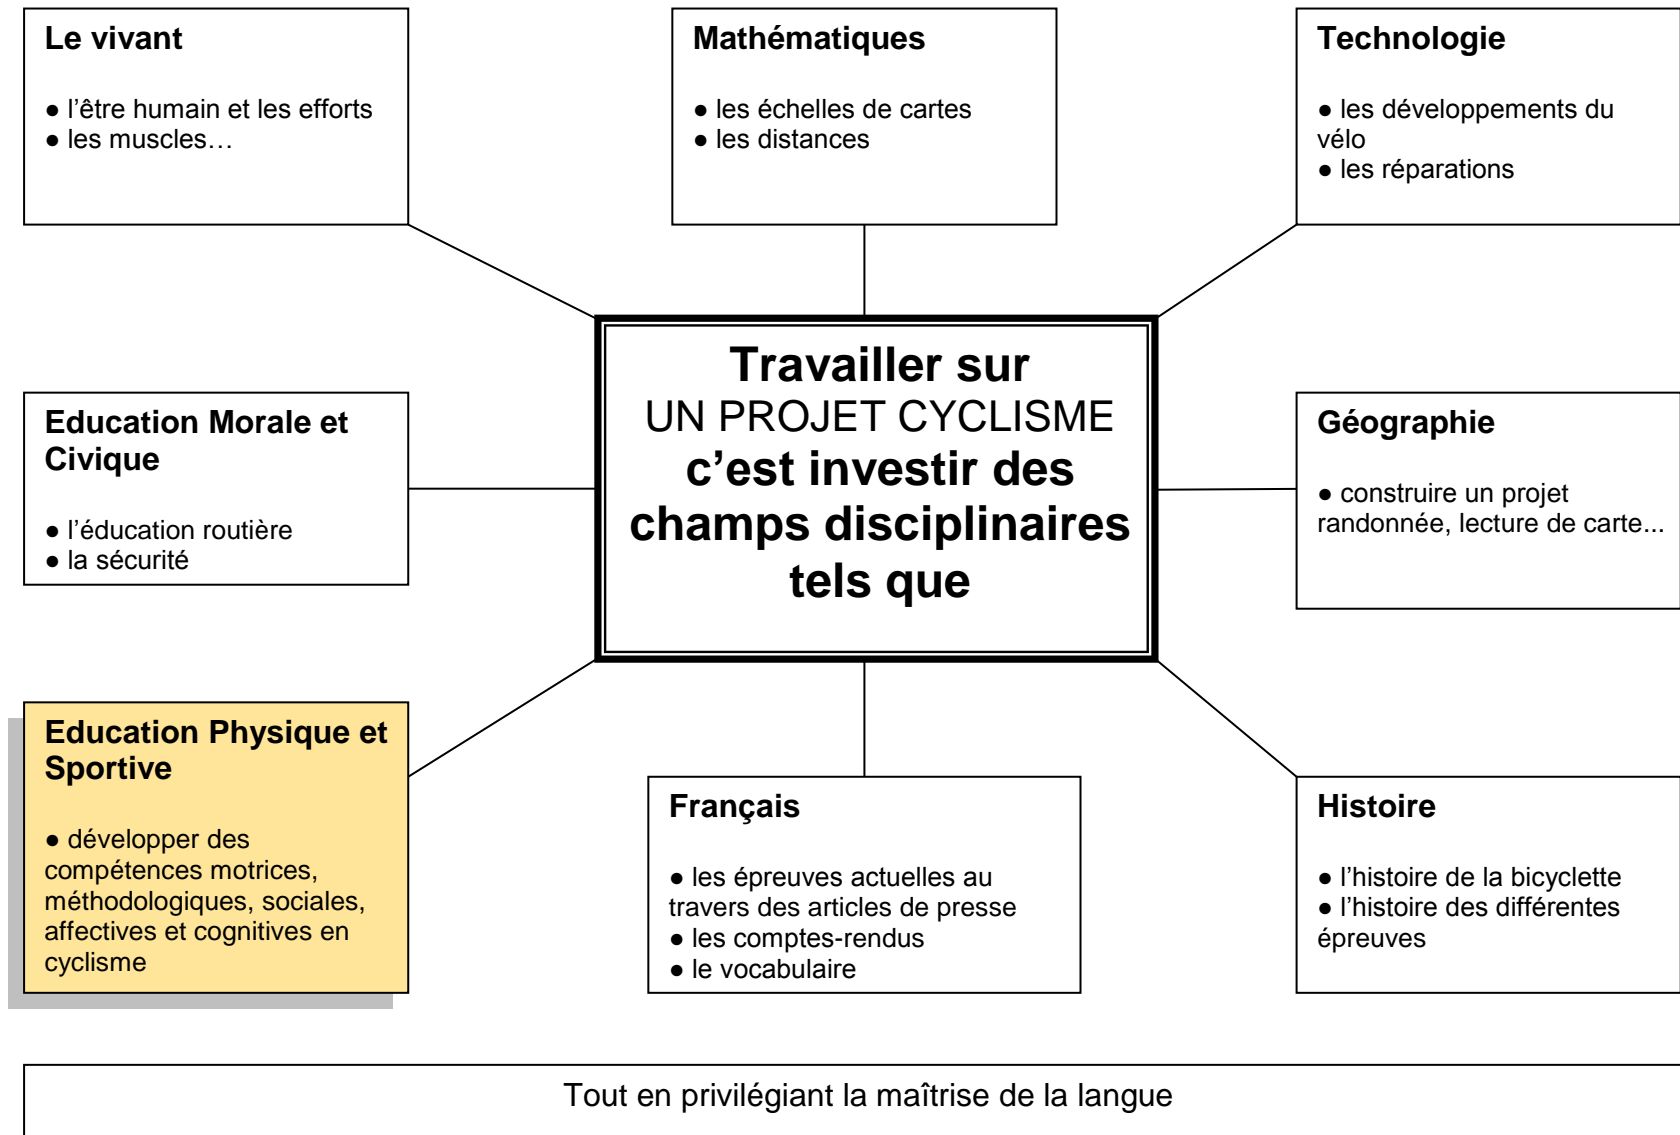 Le vivant
● l'être humain et les efforts
● les muscles…
Mathématiques
● les échelles de cartes
● les distances
Technologie
● les développements du
vélo
● les réparations
Travailler sur
UN PROJET CYCLISME
c'est investir des
champs disciplinaires
tels que
Education Morale et
Civique
● l'éducation routière
● la sécurité
Géographie
● construire un projet
randonnée, lecture de carte...
Education Physique et
Sportive
● développer des
compétences motrices,
méthodologiques, sociales,
affectives et cognitives en
cyclisme
Français
● les épreuves actuelles au
travers des articles de presse
● les comptes-rendus
● le vocabulaire
Histoire
● l'histoire de la bicyclette
● l'histoire des différentes
épreuves
Tout en privilégiant la maîtrise de la langue